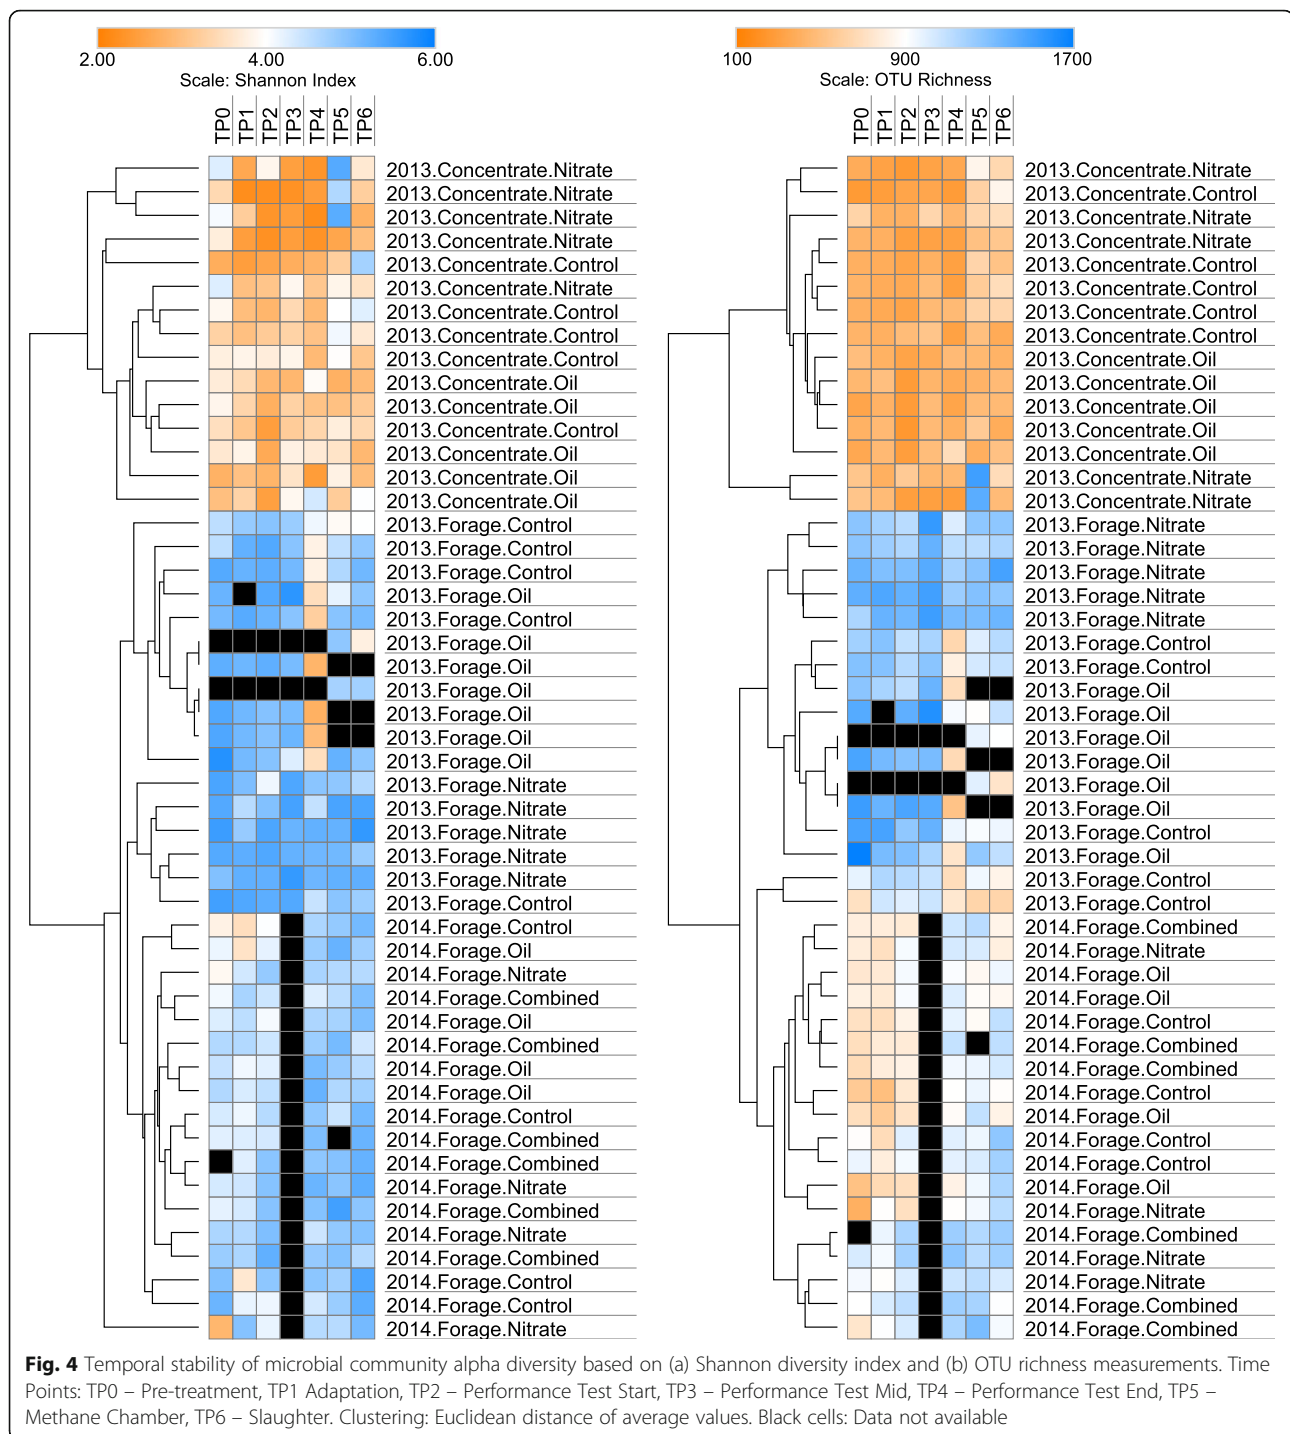 2.00 4.00 6.00
Scale: Shannon Index
TP0 TP1 TP2 TP3 TP4 TP5 TP6
2013.Concentrate.Nitrate
2013.Concentrate.Nitrate
2013.Concentrate.Nitrate
2013.Concentrate.Nitrate
2013.Concentrate.Control
2013.Concentrate.Nitrate
2013.Concentrate.Control
2013.Concentrate.Control
2013.Concentrate.Control
2013.Concentrate.Oil
2013.Concentrate.Oil
2013.Concentrate.Control
2013.Concentrate.Oil
2013.Concentrate.Oil
2013.Concentrate.Oil
2013.Forage.Control
2013.Forage.Control
2013.Forage.Control
2013.Forage.Oil
2013.Forage.Control
2013.Forage.Oil
2013.Forage.Oil
2013.Forage.Oil
2013.Forage.Oil
2013.Forage.Oil
2013.Forage.Oil
2013.Forage.Nitrate
2013.Forage.Nitrate
2013.Forage.Nitrate
2013.Forage.Nitrate
2013.Forage.Nitrate
2013.Forage.Control
2014.Forage.Control
2014.Forage.Oil
2014.Forage.Nitrate
2014.Forage.Combined
2014.Forage.Oil
2014.Forage.Combined
2014.Forage.Oil
2014.Forage.Oil
2014.Forage.Control
2014.Forage.Combined
2014.Forage.Combined
2014.Forage.Nitrate
2014.Forage.Combined
2014.Forage.Nitrate
2014.Forage.Combined
2014.Forage.Control
2014.Forage.Control
2014.Forage.Nitrate
100 900 1700
Scale: OTU Richness
TP0 TP1 TP2 TP3 TP4 TP5 TP6
2013.Concentrate.Nitrate
2013.Concentrate.Control
2013.Concentrate.Nitrate
2013.Concentrate.Nitrate
2013.Concentrate.Control
2013.Concentrate.Control
2013.Concentrate.Control
2013.Concentrate.Control
2013.Concentrate.Oil
2013.Concentrate.Oil
2013.Concentrate.Oil
2013.Concentrate.Oil
2013.Concentrate.Oil
2013.Concentrate.Nitrate
2013.Concentrate.Nitrate
2013.Forage.Nitrate
2013.Forage.Nitrate
2013.Forage.Nitrate
2013.Forage.Nitrate
2013.Forage.Nitrate
2013.Forage.Control
2013.Forage.Control
2013.Forage.Oil
2013.Forage.Oil
2013.Forage.Oil
2013.Forage.Oil
2013.Forage.Oil
2013.Forage.Oil
2013.Forage.Control
2013.Forage.Oil
2013.Forage.Control
2013.Forage.Control
2014.Forage.Combined
2014.Forage.Nitrate
2014.Forage.Oil
2014.Forage.Oil
2014.Forage.Control
2014.Forage.Combined
2014.Forage.Combined
2014.Forage.Control
2014.Forage.Oil
2014.Forage.Control
2014.Forage.Control
2014.Forage.Oil
2014.Forage.Nitrate
2014.Forage.Combined
2014.Forage.Nitrate
2014.Forage.Nitrate
2014.Forage.Combined
2014.Forage.Combined
Fig. 4 Temporal stability of microbial community alpha diversity based on (a) Shannon diversity index and (b) OTU richness measurements. Time
Points: TP0 – Pre-treatment, TP1 Adaptation, TP2 – Performance Test Start, TP3 – Performance Test Mid, TP4 – Performance Test End, TP5 –
Methane Chamber, TP6 – Slaughter. Clustering: Euclidean distance of average values. Black cells: Data not available